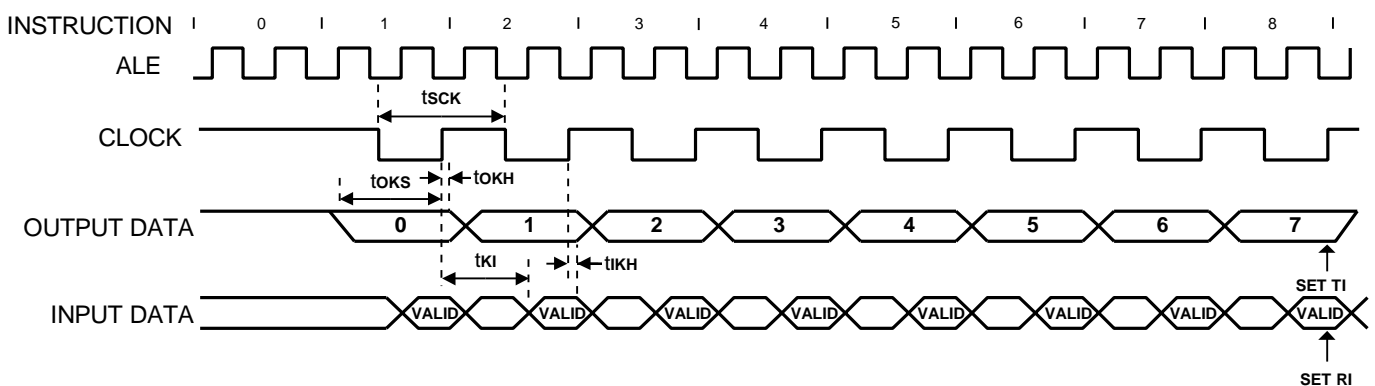 INSTRUCTION 0 1 2 3 4 5 6 7 8
ALE
tSCK
CLOCK
tOKS tOKH
OUTPUT DATA 0 1 2 3 4 5 6 7
tKI tIKH
SET TI
INPUT DATA VALID VALID VALID VALID VALID VALID VALID VALID
SET RI